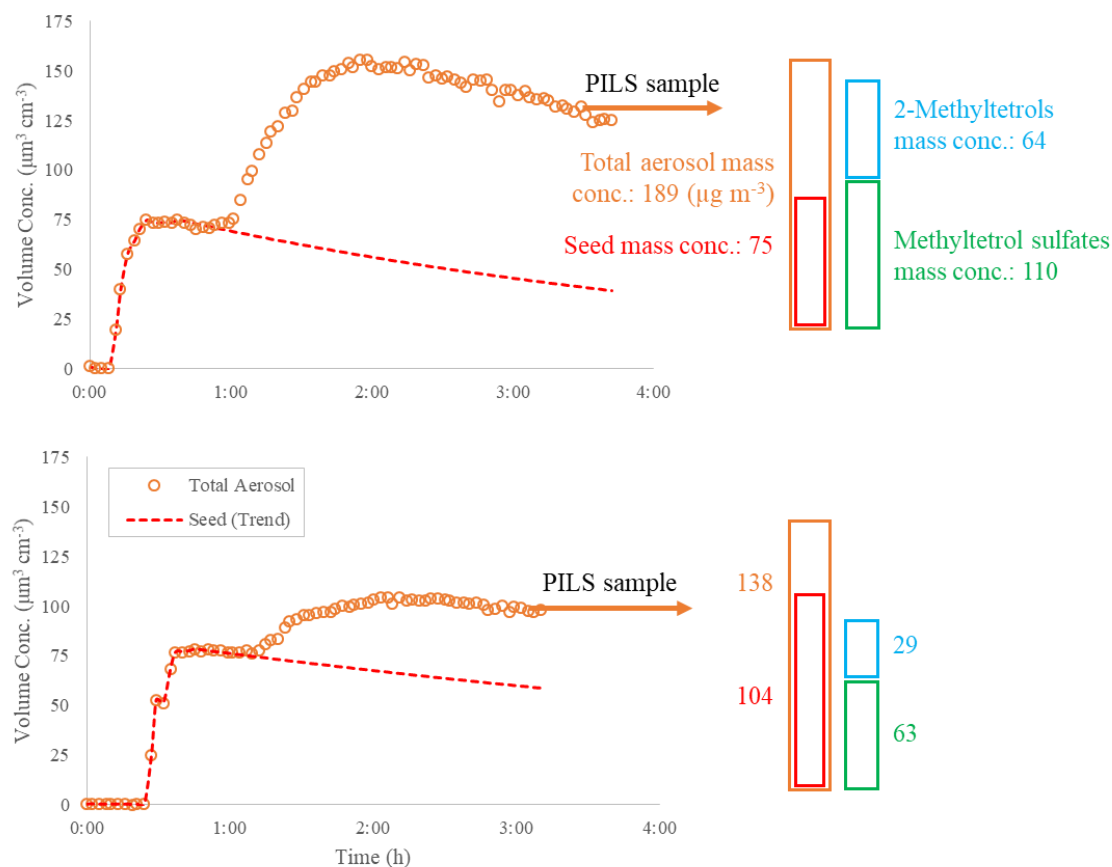 175
150
125
100
75
50
25
0
Volume Conc. (µm³ cm⁻³)
0:00 1:00 2:00 3:00 4:00
PILS sample
Total aerosol mass
conc.: 189 (µg m⁻³)
Seed mass conc.: 75
2-Methyltetrols
mass conc.: 64
Methyltetrol sulfates
mass conc.: 110
175
150
125
100
75
50
25
0
Volume Conc. (µm³ cm⁻³)
Total Aerosol
Seed (Trend)
0:00 1:00 2:00 3:00 4:00
Time (h)
PILS sample
138
104
29
63